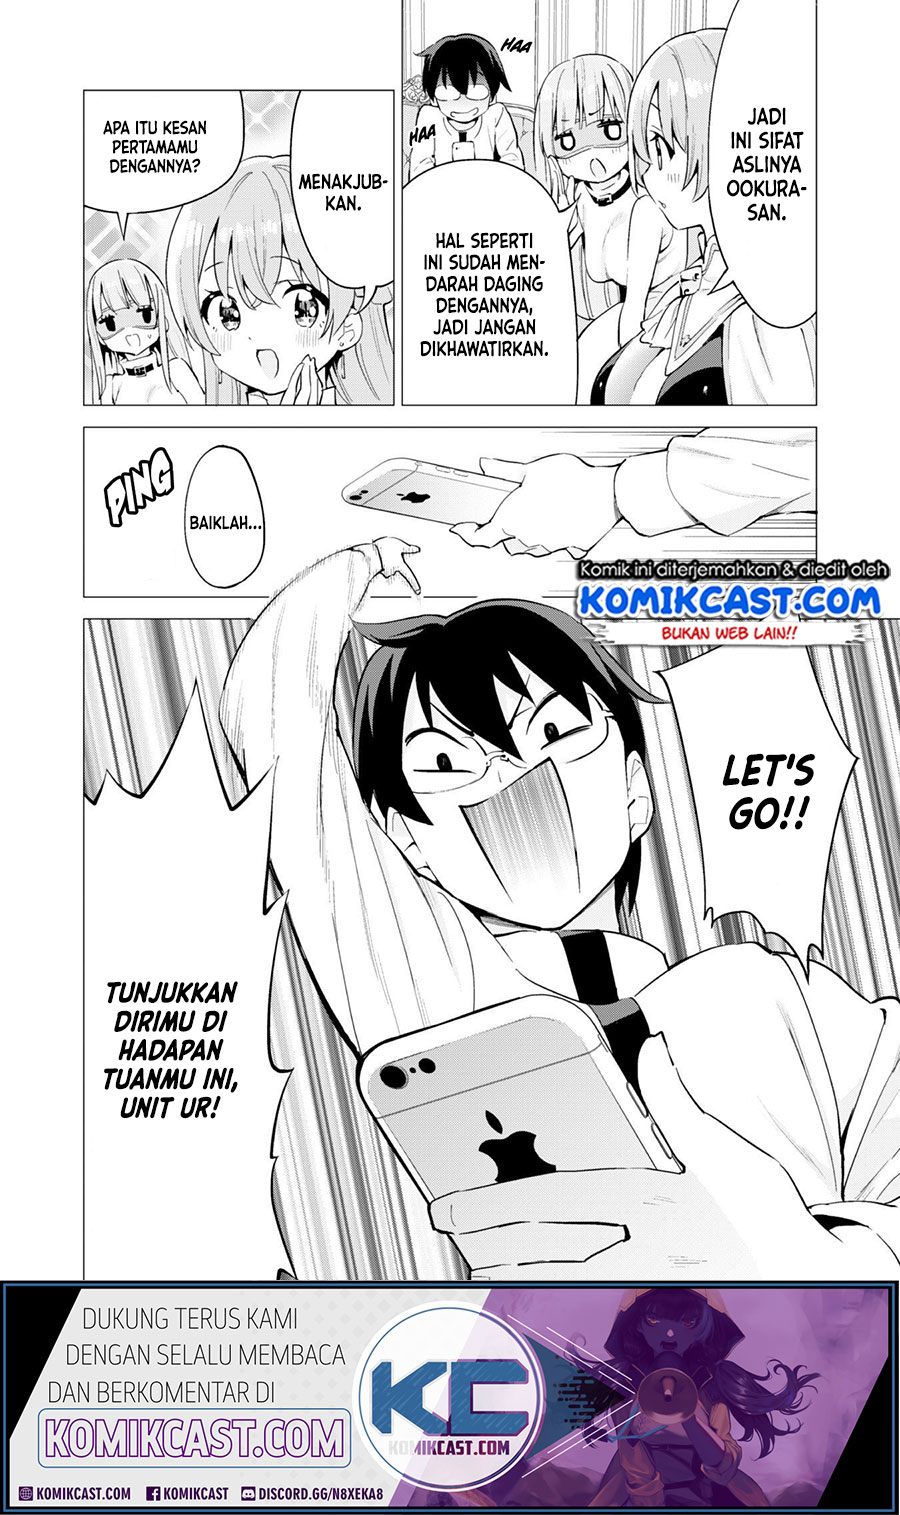 HAA
HAA
JADI
INI SIFAT
ASLINYA
OOKURA-
SAN.
HAL SEPERTI
INI SUDAH MEN-
DARAH DAGING
DENGANNYA,
JADI JANGAN
DIKHAWATIRKAN.
MENAKJUB-
KAN.
APA ITU KESAN
PERTAMAMU
DENGANNYA?
PING
BAIKLAH...
Komik ini diterjemahkan & diedit oleh
KOMIKCAST.COM
BUKAN WEB LAIN!!
LET'S
GO!!
TUNJUKKAN
DIRIMU DI
HADAPAN
TUANMU INI,
UNIT UR!
DUKUNG TERUS KAMI
DENGAN SELALU MEMBACA
DAN BERKOMENTAR DI
KOMIKCAST.COM
KC
KOMIKCAST.COM
KOMIKCAST.COM
KOMIKCAST
DISCORD.GG/N8XEKA8